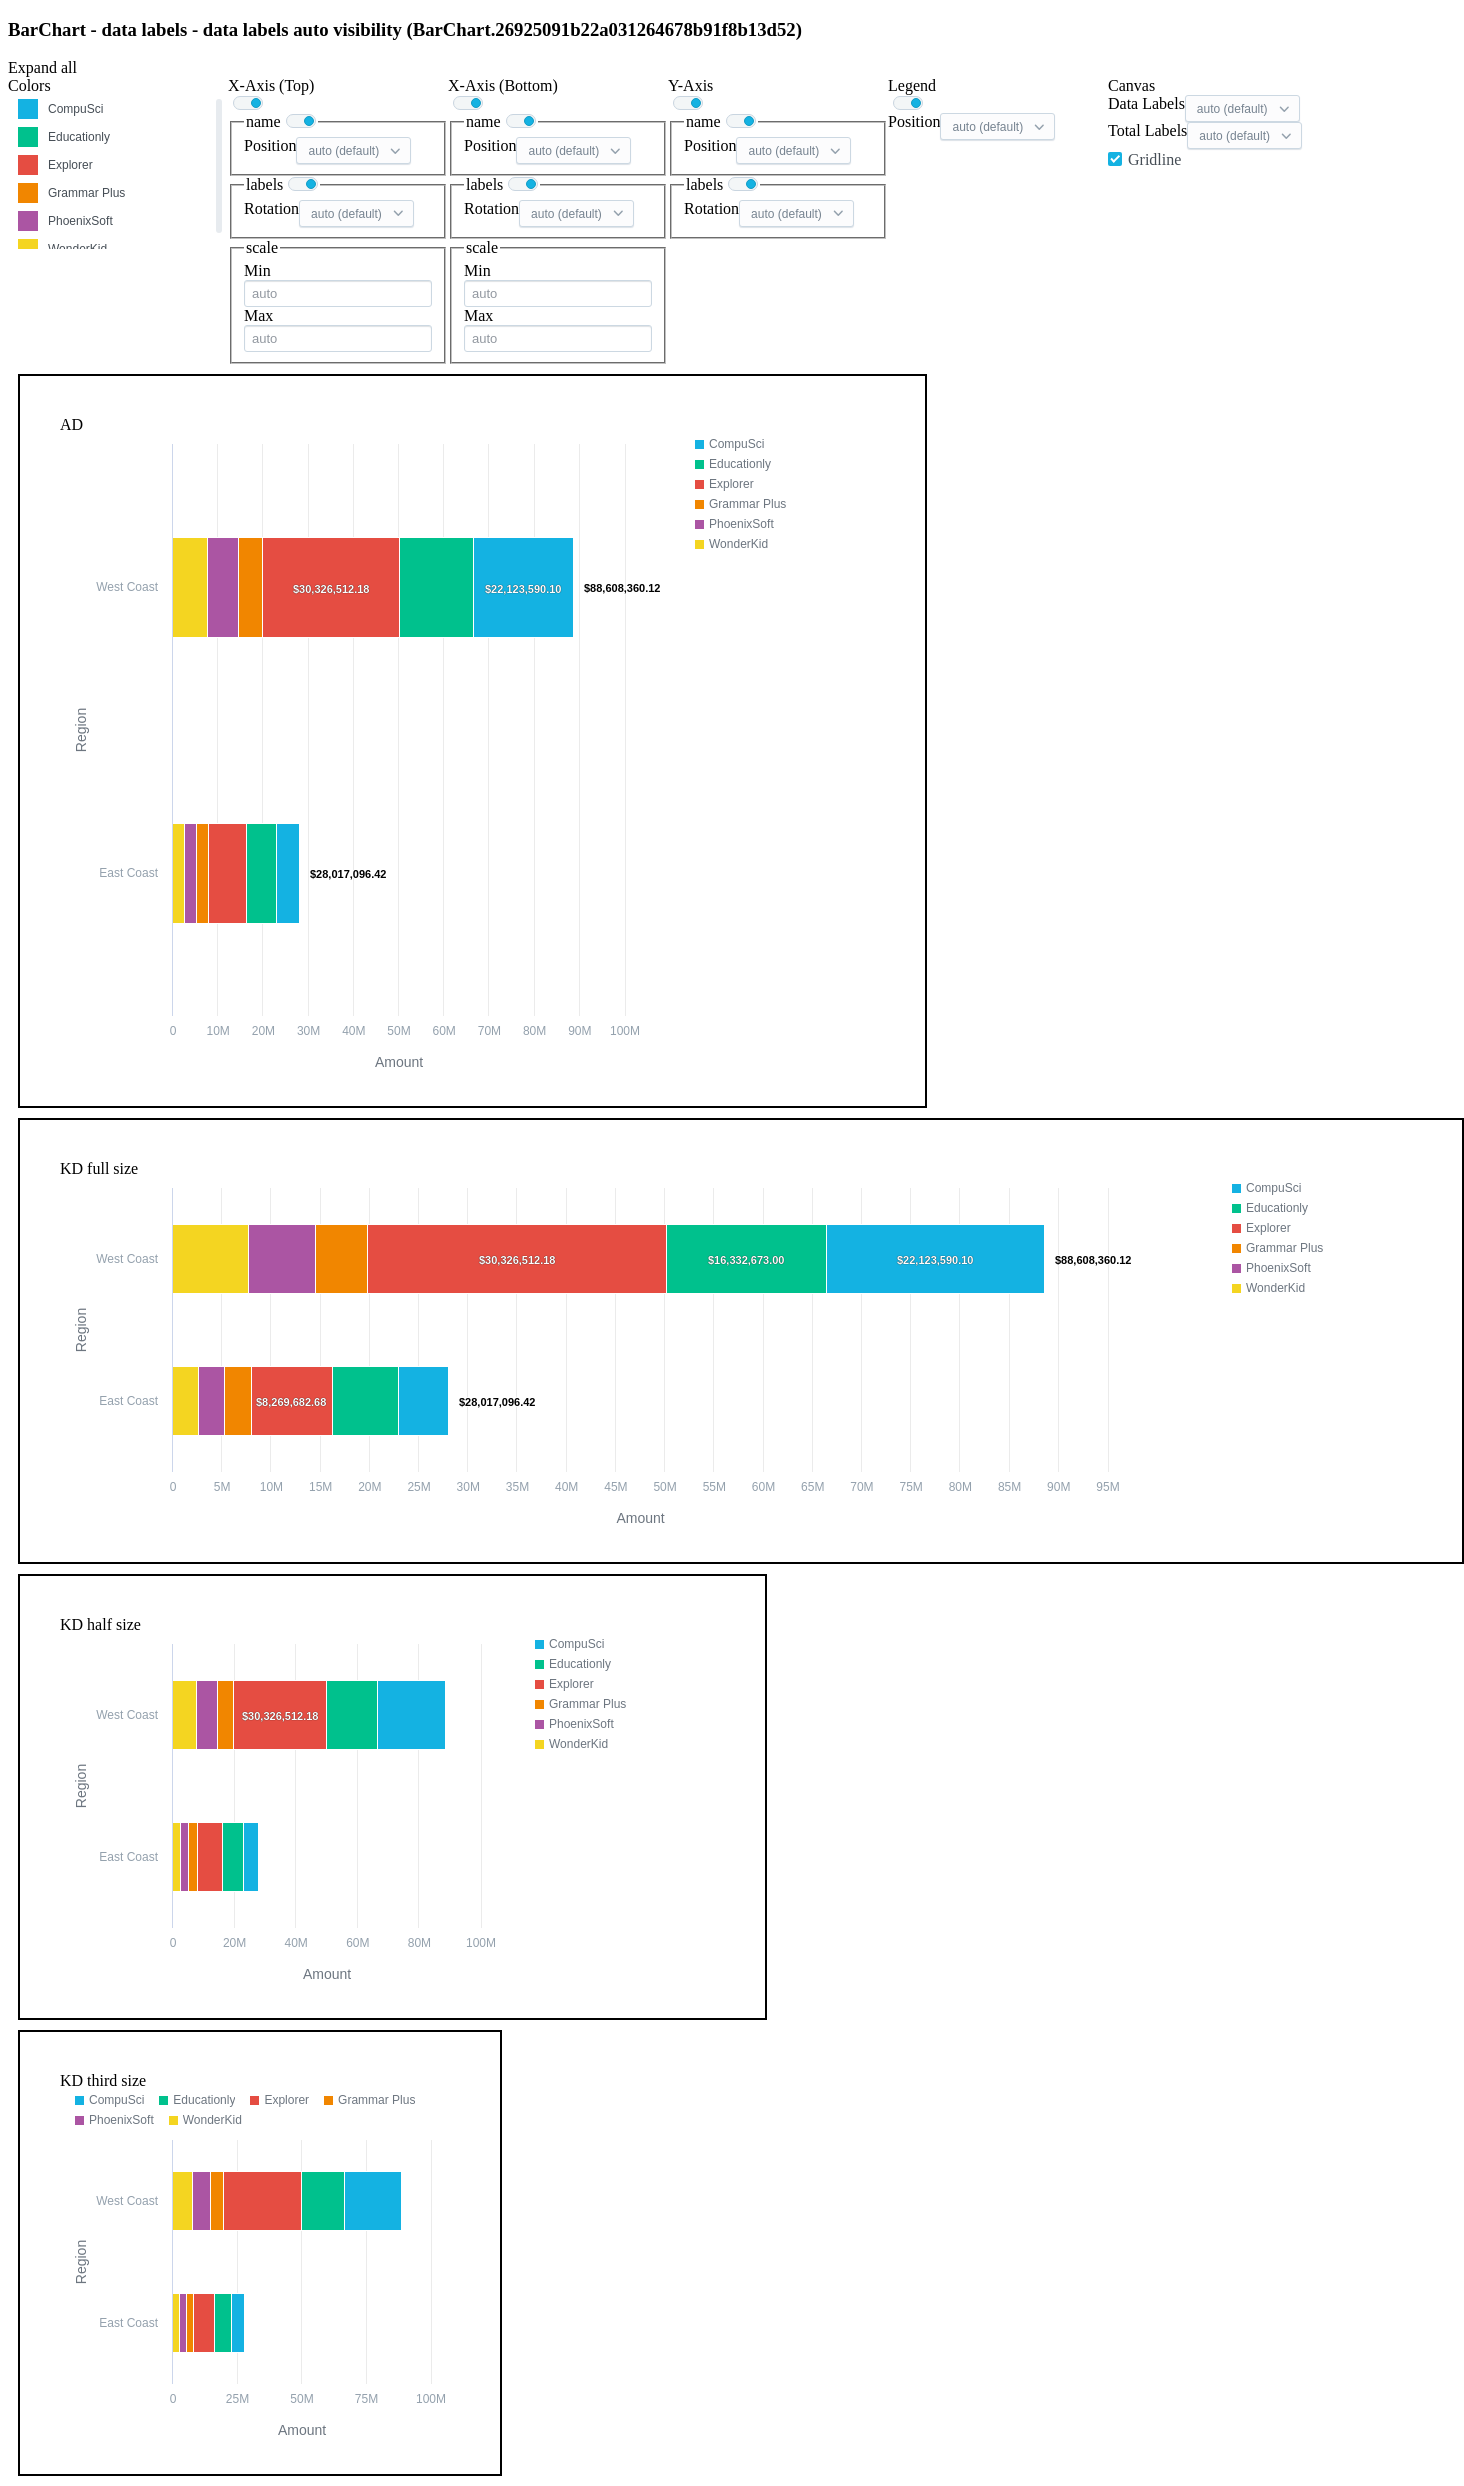 BarChart - data labels - data labels auto visibility (BarChart.26925091b22a031264678b91f8b13d52)
Expand all
Colors
CompuSci
Educationly
Explorer
Grammar Plus
PhoenixSoft
WonderKid
X-Axis (Top)
name
Position auto (default)
labels
Rotation auto (default)
scale
Min
auto
Max
auto
X-Axis (Bottom)
name
Position auto (default)
labels
Rotation auto (default)
scale
Min
auto
Max
auto
Y-Axis
name
Position auto (default)
labels
Rotation auto (default)
Legend
Position auto (default)
Canvas
Data Labels auto (default)
Total Labels auto (default)
Gridline
AD
CompuSci
Educationly
Explorer
Grammar Plus
PhoenixSoft
WonderKid
West Coast $30,326,512.18 $22,123,590.10 $88,608,360.12
Region
East Coast $28,017,096.42
0 10M 20M 30M 40M 50M 60M 70M 80M 90M 100M
Amount
KD full size
CompuSci
Educationly
Explorer
Grammar Plus
PhoenixSoft
WonderKid
West Coast $30,326,512.18 $16,332,673.00 $22,123,590.10 $88,608,360.12
Region
East Coast $8,269,682.68 $28,017,096.42
0 5M 10M 15M 20M 25M 30M 35M 40M 45M 50M 55M 60M 65M 70M 75M 80M 85M 90M 95M
Amount
KD half size
CompuSci
Educationly
Explorer
Grammar Plus
PhoenixSoft
WonderKid
West Coast $30,326,512.18
Region
East Coast
0 20M 40M 60M 80M 100M
Amount
KD third size
CompuSci Educationly Explorer Grammar Plus
PhoenixSoft WonderKid
West Coast
Region
East Coast
0 25M 50M 75M 100M
Amount